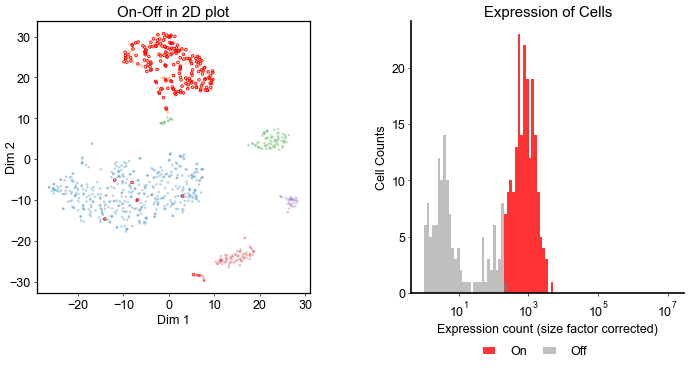 On-Off in 2D plot
30
20
10
0
−10
−20
−30
Dim 2
−20
−10
0
10
20
30
Dim 1
Expression of Cells
20
15
10
5
0
Cell Counts
10^1
10^3
10^5
10^7
Expression count (size factor corrected)
On
Off